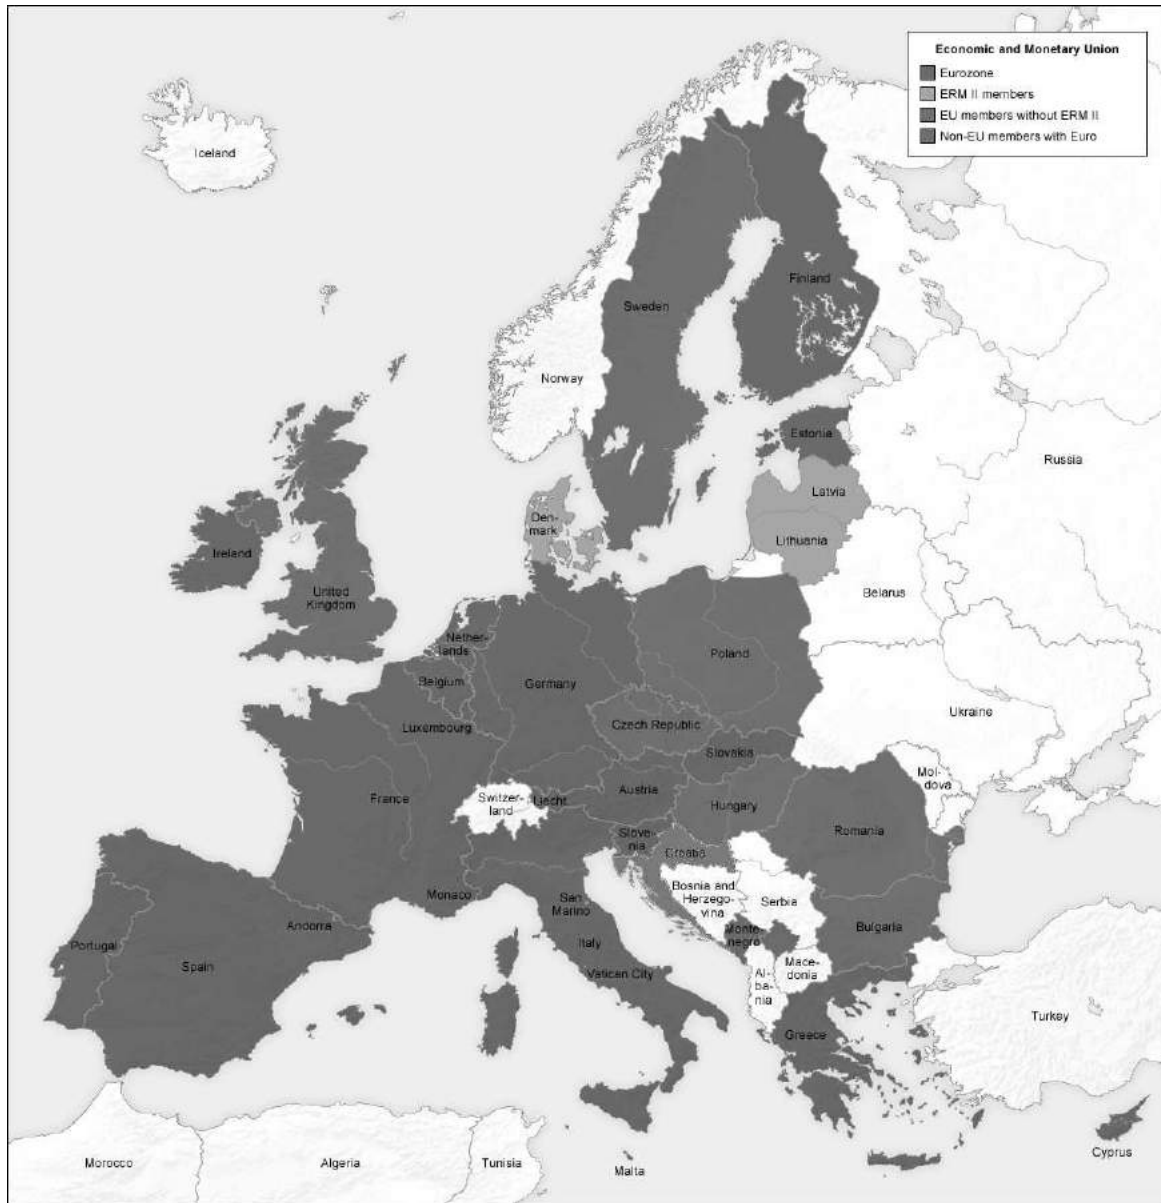 Economic and Monetary Union
Eurozone
ERM II members
EU members without ERM II
Non-EU members with Euro
Iceland
Finland
Sweden
Norway
Estonia
Russia
Latvia
Den-
mark
Lithuania
Ireland
Belarus
United
Kingdom
Nether-
lands
Poland
Belgium
Germany
Ukraine
Czech Republic
Luxembourg
Slovakia
Mol-
dova
Austria
France
Switzer-
land
Liecht.
Hungary
Romania
Slove-
nia
Croatia
Bosnia and
Herzego-
vina
Monaco
San
Marino
Serbia
Andorra
Monte-
negro
Bulgaria
Portugal
Italy
Spain
Vatican City
Mace-
donia
Al-
ba-
nia
Turkey
Greece
Cyprus
Morocco
Algeria
Tunisia
Malta